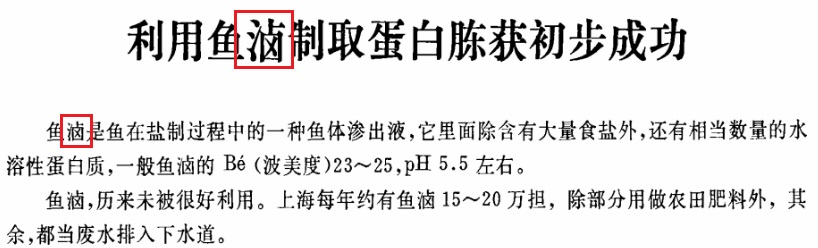 利用鱼𬉼制取蛋白胨获初步成功
鱼𬉼是鱼在盐制过程中的一种鱼体渗出液,它里面除含有大量食盐外,还有相当数量的水
溶性蛋白质,一般鱼𬉼的 Bé (波美度)23～25,pH 5.5 左右。
鱼𬉼,历来未被很好利用。上海每年约有鱼𬉼 15～20 万担，除部分用做农田肥料外，其
余,都当废水排入下水道。